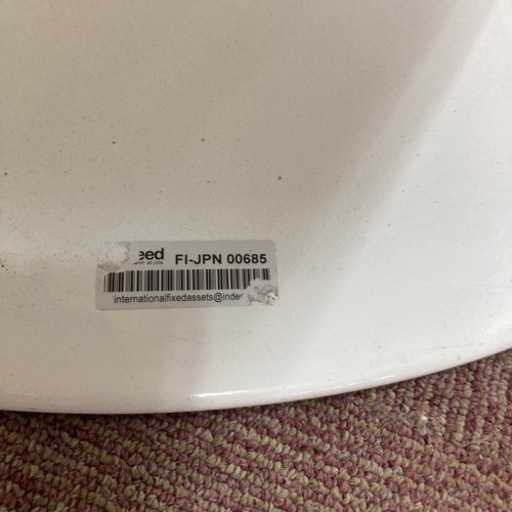 eed FI-JPN 00685
internationalfixedassets@inde